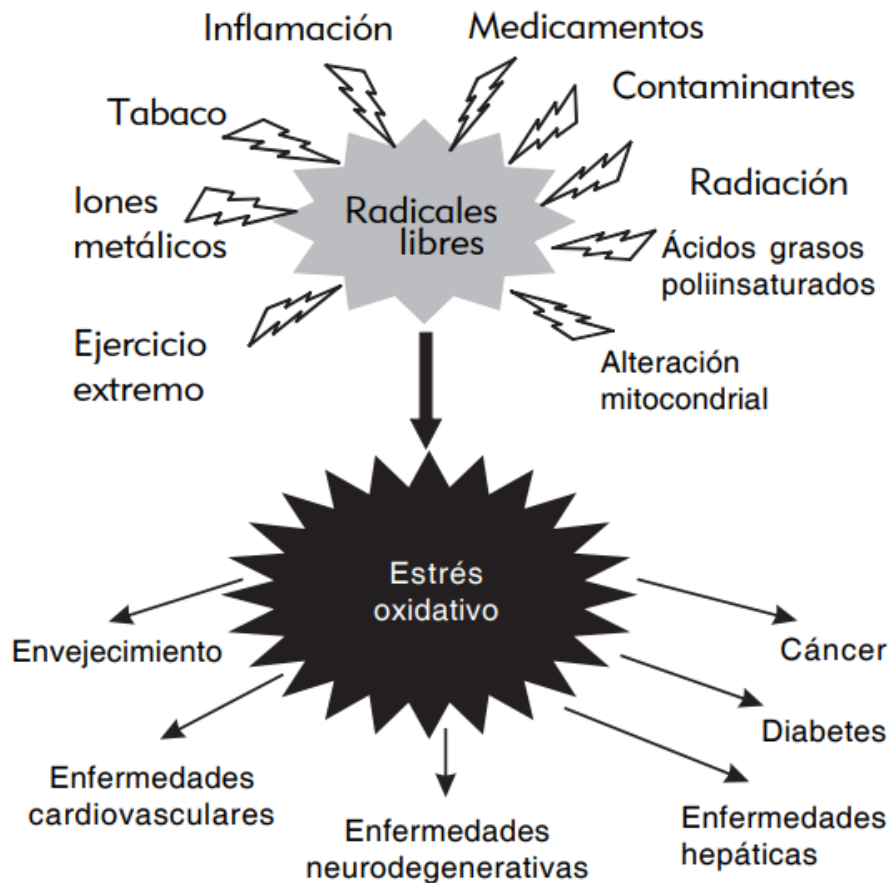 Inflamación
Medicamentos
Tabaco
Contaminantes
Iones
metálicos
Radicales
libres
Radiación
Ácidos grasos
poliinsaturados
Ejercicio
extremo
Alteración
mitocondrial
Estrés
oxidativo
Envejecimiento
Cáncer
Diabetes
Enfermedades
cardiovasculares
Enfermedades
neurodegenerativas
Enfermedades
hepáticas